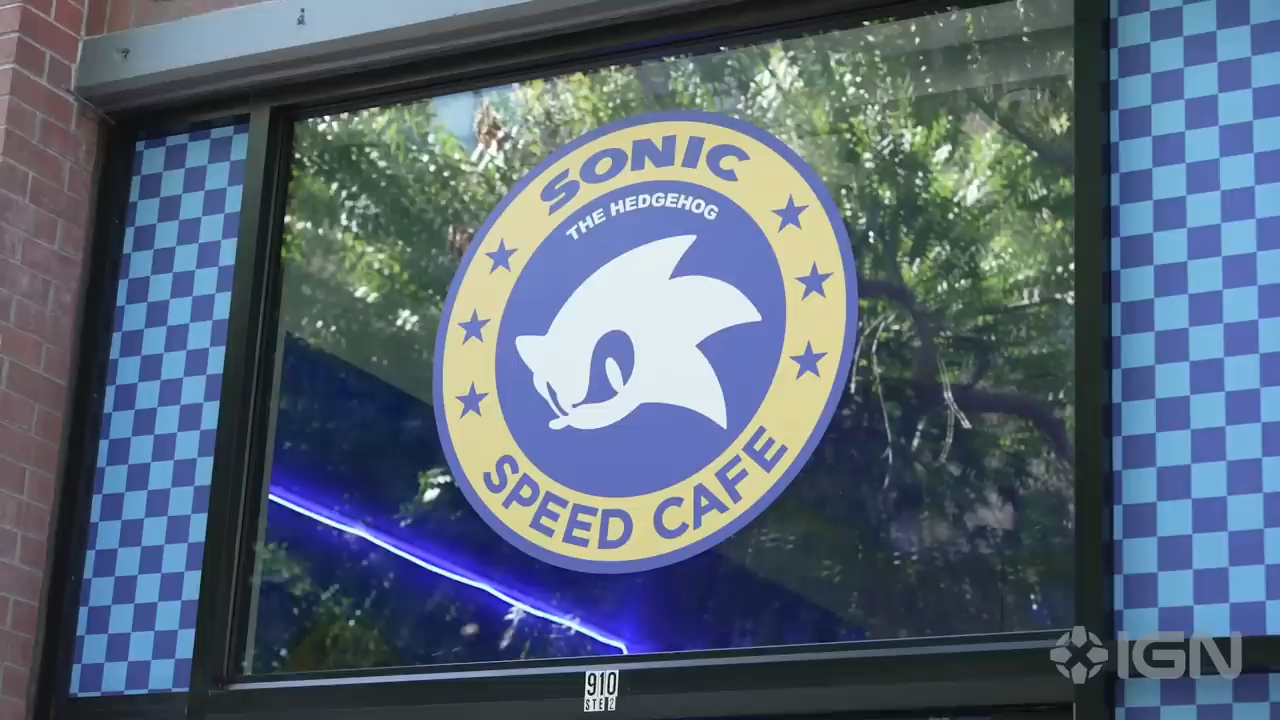 SONIC
THE HEDGEHOG
SPEED CAFE
910
STE 2
IGN